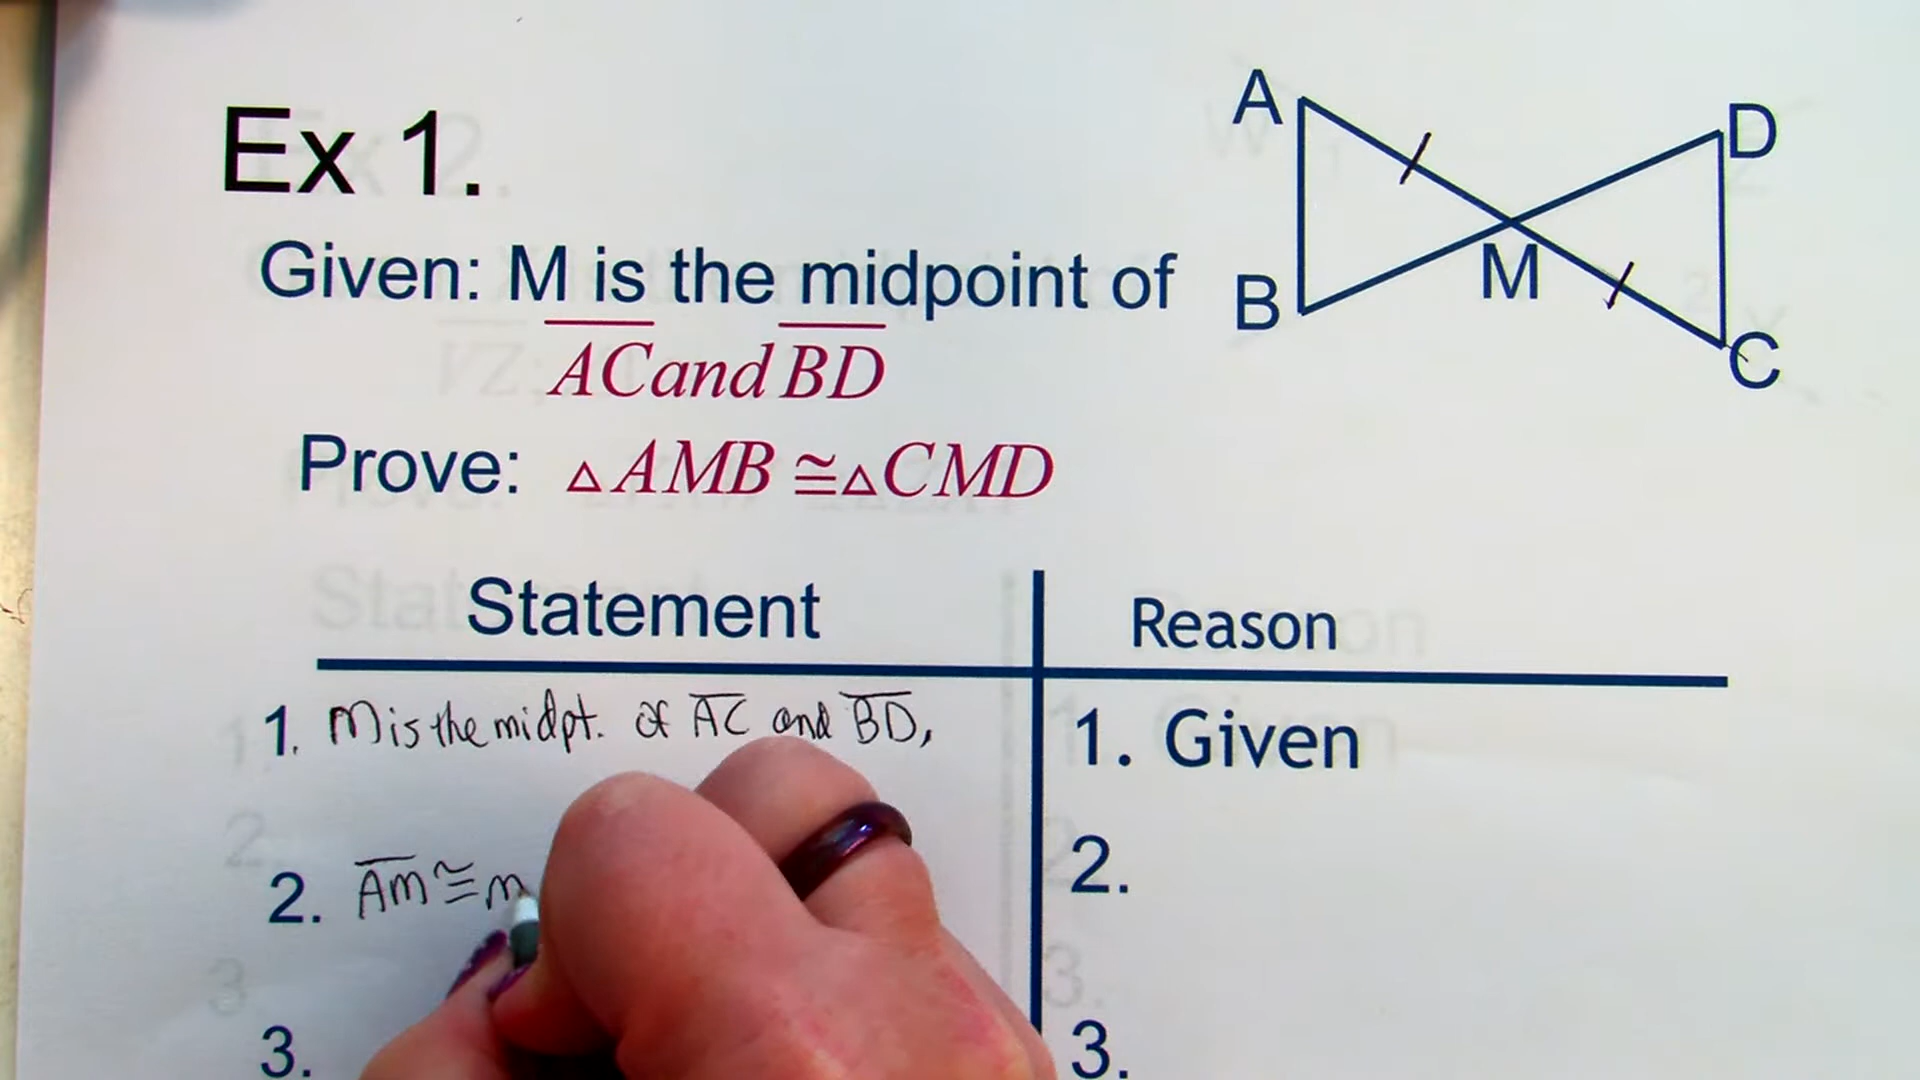 Ex 1.
Given: M is the midpoint of
AC and BD
Prove: △AMB ≅ △CMD
A
D
M
B
C
Statement
Reason
1. M is the midpt. of AC and BD,
1. Given
2. AM ≅ M
2.
3.
3.